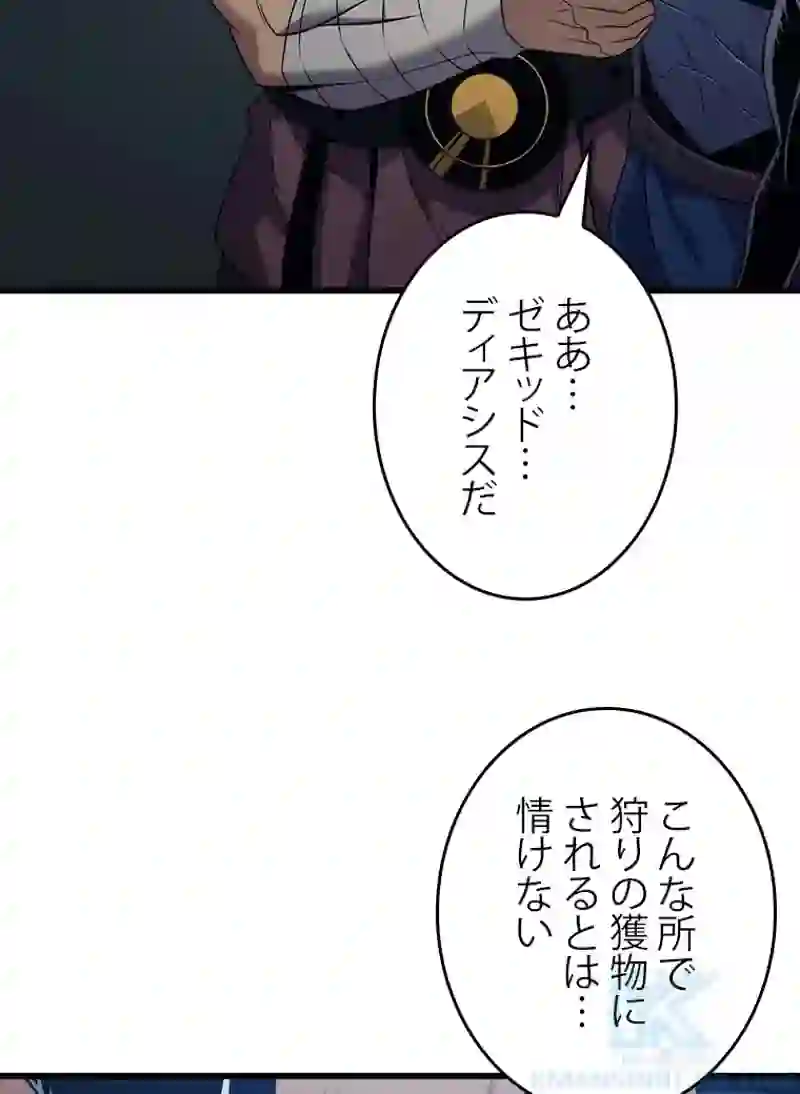 ああ…
ゼキッド…
ディアシスだ
こんな所で
狩りの獲物に
されるとは…
情けない